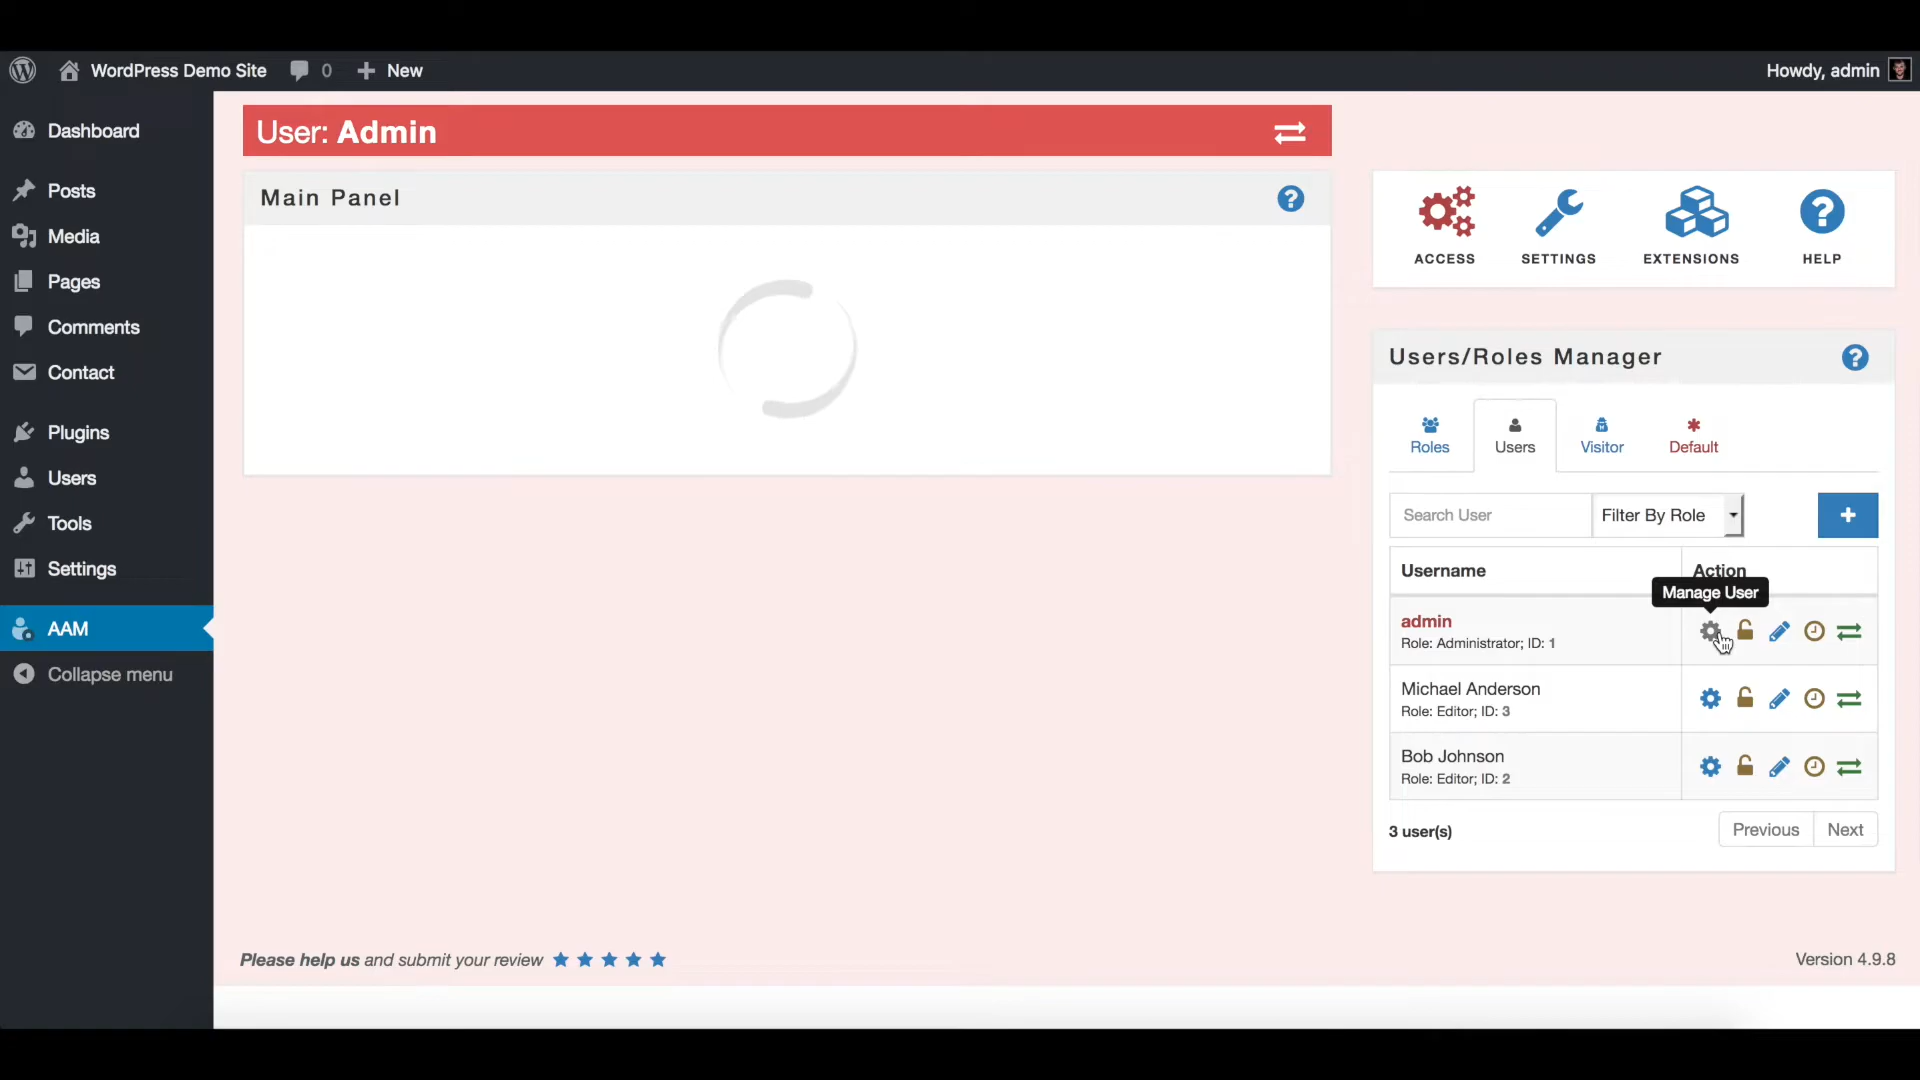 WordPress Demo Site 0 New
Howdy, admin
Dashboard
Posts
Media
Pages
Comments
Contact
Plugins
Users
Tools
Settings
AAM
Collapse menu
User: Admin
Main Panel
?
ACCESS
SETTINGS
EXTENSIONS
?
HELP
Users/Roles Manager
?
Roles
Users
Visitor
Default
Search User
Filter By Role
+
Username
Action
Manage User
admin
Role: Administrator; ID: 1
Michael Anderson
Role: Editor; ID: 3
Bob Johnson
Role: Editor; ID: 2
3 user(s)
Previous
Next
Please help us and submit your review
Version 4.9.8